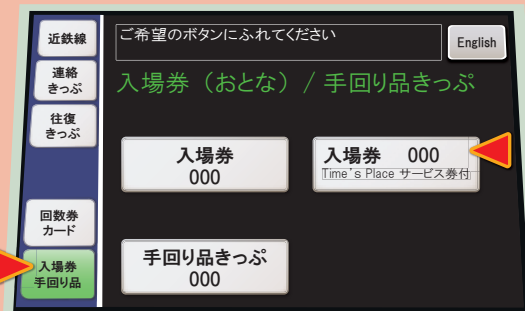 近鉄線
連絡
きっぷ
往復
きっぷ
回数券
カード
入場券
手回り品
ご希望のボタンにふれてください
English
入場券（おとな）/ 手回り品きっぷ
入場券
000
入場券 000
Time's Place サービス券付
手回り品きっぷ
000